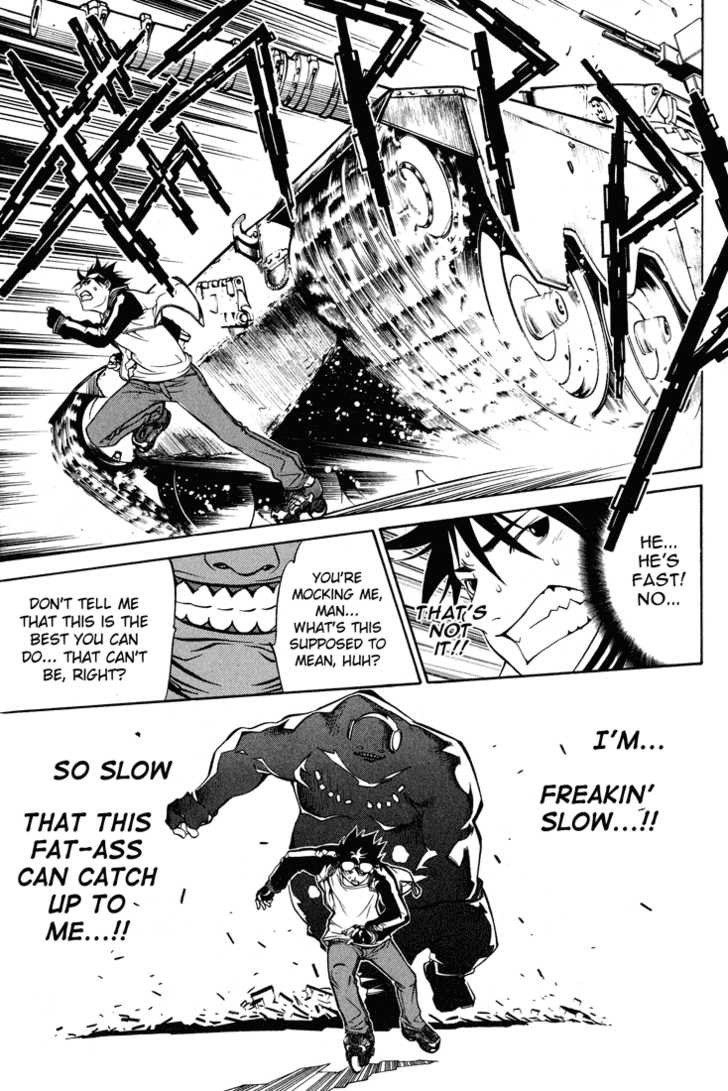 HE...
HE'S
FAST!
NO...
THAT'S
NOT
IT!!
YOU'RE
MOCKING ME,
MAN...
WHAT'S THIS
SUPPOSED TO
MEAN, HUH?
DON'T TELL ME
THAT THIS IS THE
BEST YOU CAN
DO... THAT CAN'T
BE, RIGHT?
I'M...
FREAKIN'
SLOW...!!
SO SLOW
THAT THIS
FAT-ASS
CAN CATCH
UP TO
ME...!!